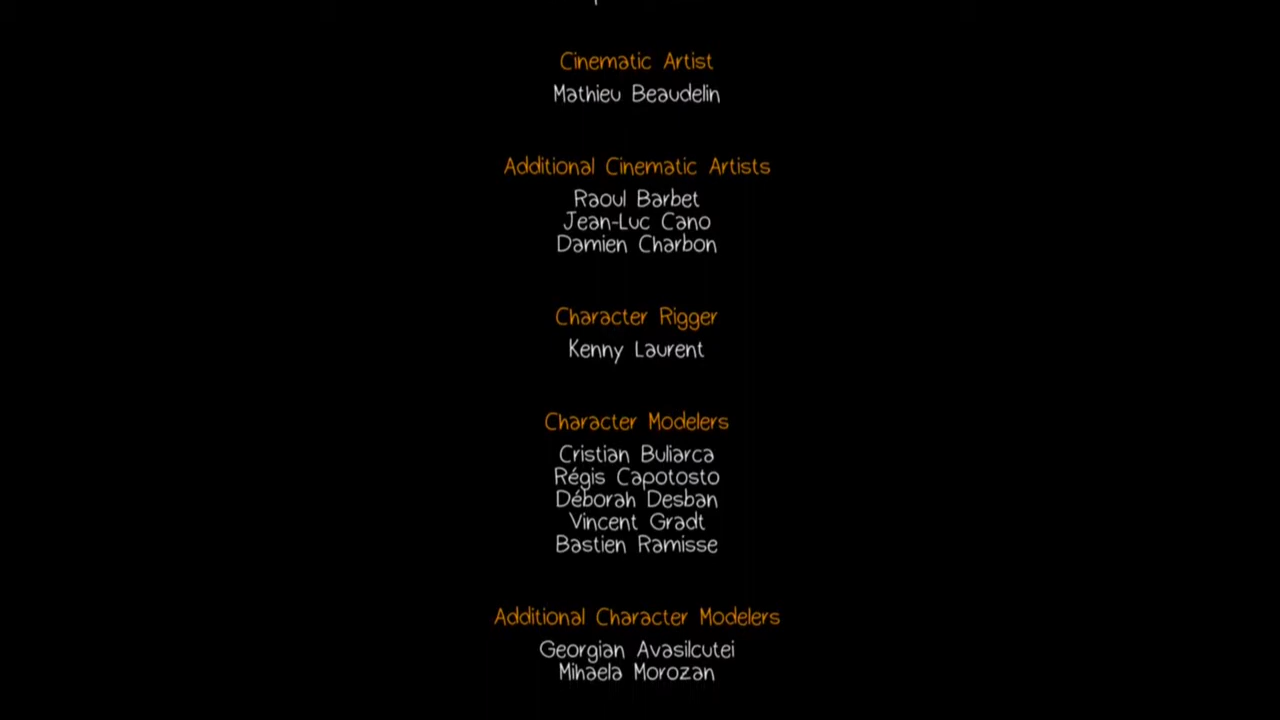 Cinematic Artist
Mathieu Beaudelin
Additional Cinematic Artists
Raoul Barbet
Jean-Luc Cano
Damien Charbon
Character Rigger
Kenny Laurent
Character Modelers
Cristian Buliarca
Régis Capotosto
Déborah Desban
Vincent Gradt
Bastien Ramisse
Additional Character Modelers
Georgian Avasilcutei
Mihaela Morozan